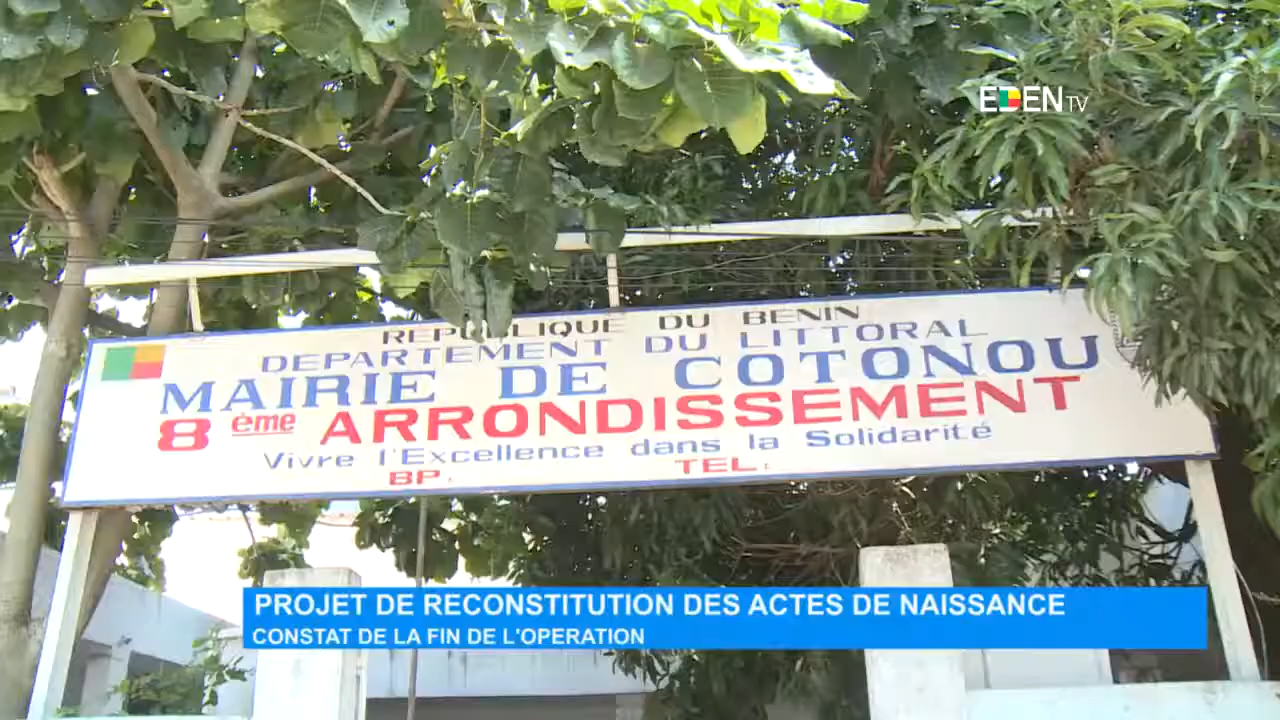 EDEN TV
REPUBLIQUE DU BENIN
DEPARTEMENT DU LITTORAL
MAIRIE DE COTONOU
8 ème ARRONDISSEMENT
Vivre l'Excellence dans la Solidarité
BP: TEL:
PROJET DE RECONSTITUTION DES ACTES DE NAISSANCE
CONSTAT DE LA FIN DE L'OPERATION